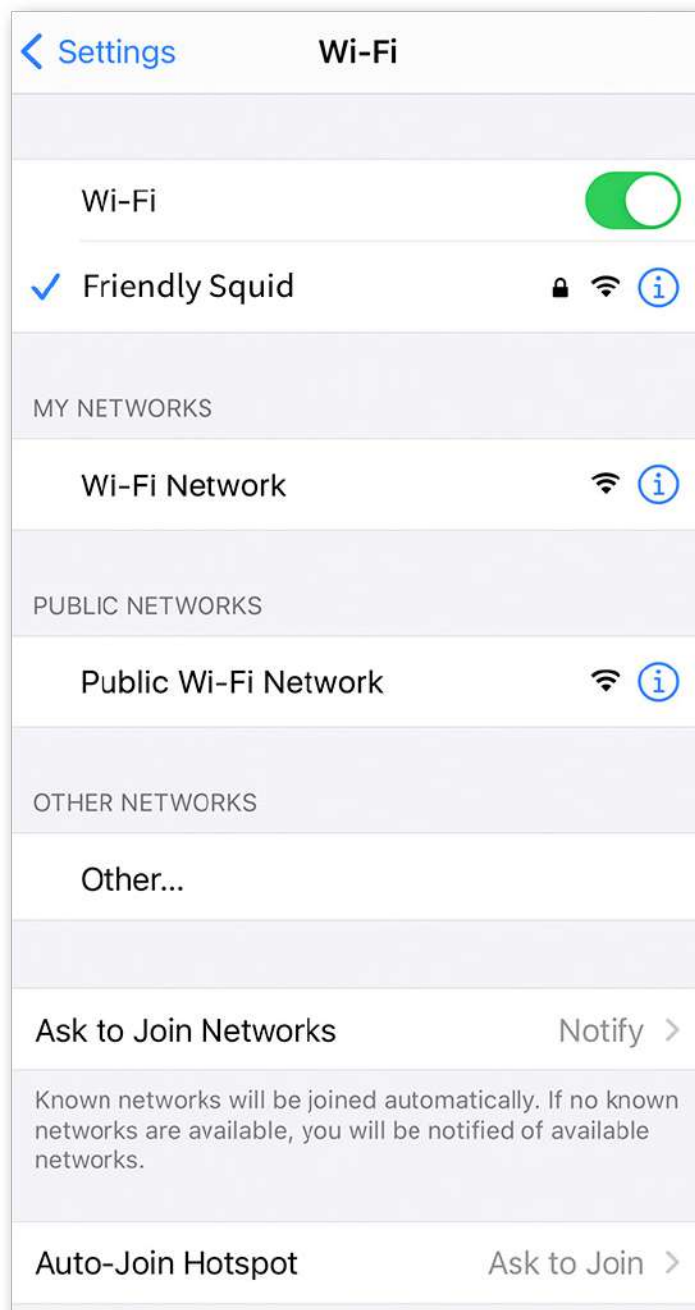 Settings
Wi-Fi
Wi-Fi
Friendly Squid
MY NETWORKS
Wi-Fi Network
PUBLIC NETWORKS
Public Wi-Fi Network
OTHER NETWORKS
Other...
Ask to Join Networks Notify
Known networks will be joined automatically. If no known
networks are available, you will be notified of available
networks.
Auto-Join Hotspot Ask to Join